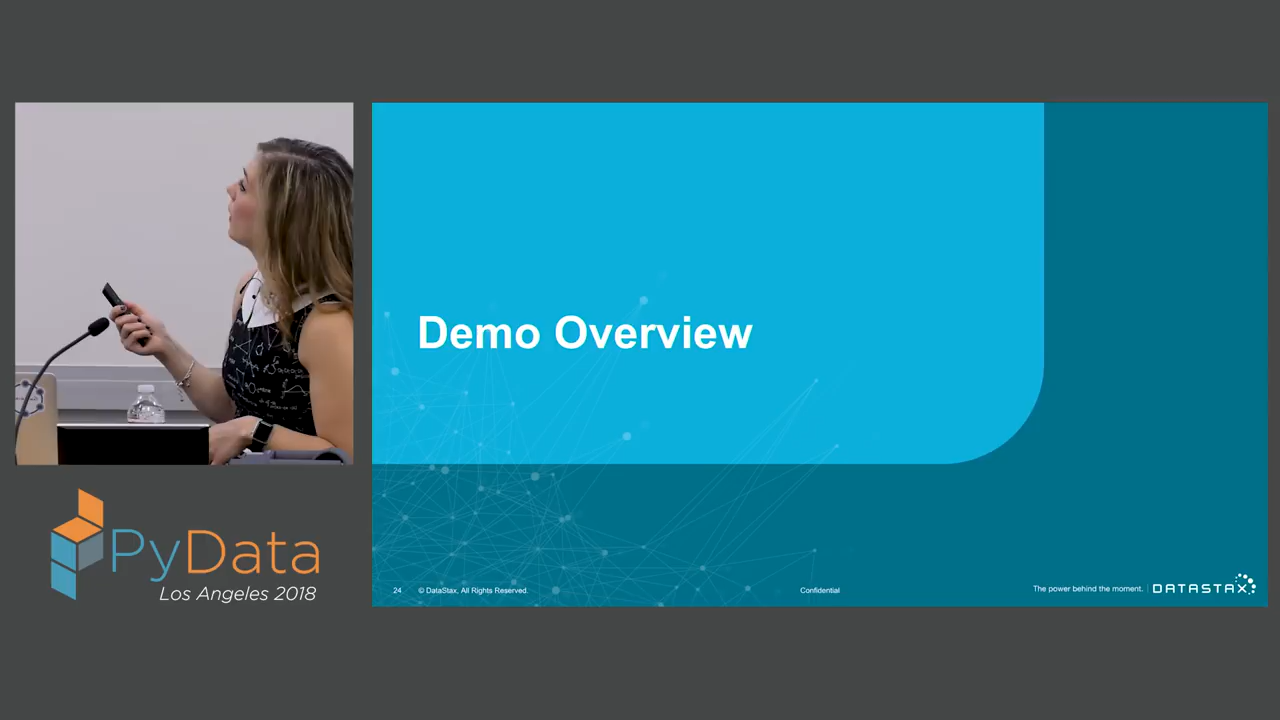 Demo Overview
24 © DataStax, All Rights Reserved. Confidential The power behind the moment. DATASTAX
PyData
Los Angeles 2018